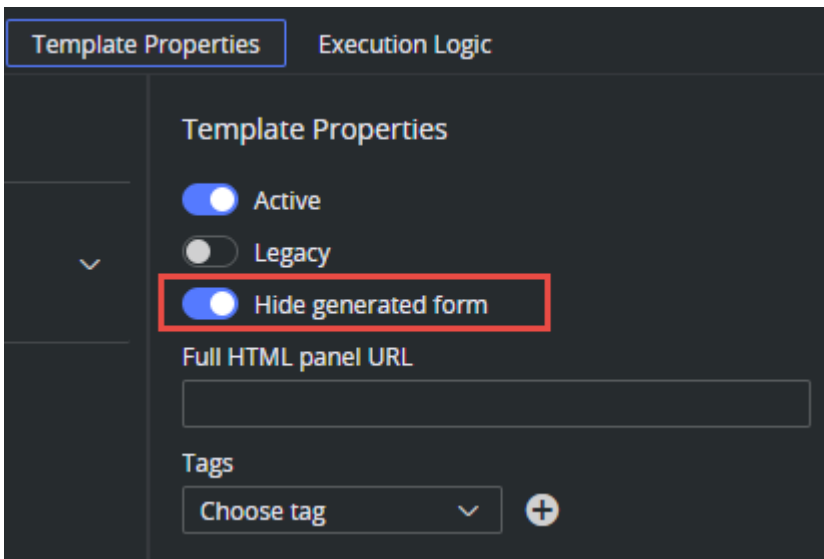 Template Properties
Execution Logic
Template Properties
Active
Legacy
Hide generated form
Full HTML panel URL
Tags
Choose tag